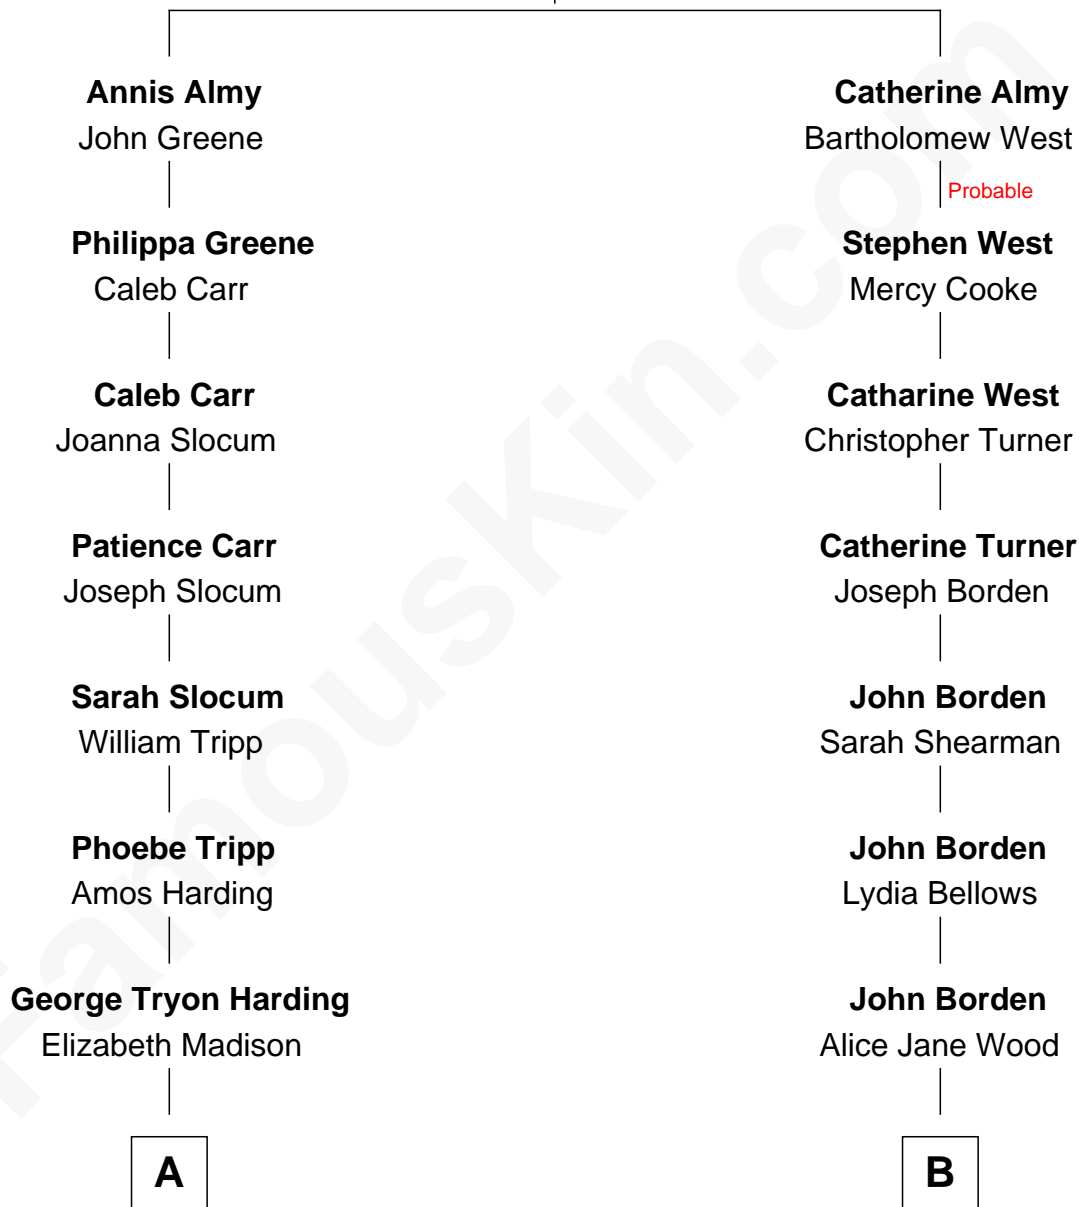 Annis Almy
John Greene
Catherine Almy
Bartholomew West
Probable
Philippa Greene
Caleb Carr
Stephen West
Mercy Cooke
Caleb Carr
Joanna Slocum
Catharine West
Christopher Turner
Patience Carr
Joseph Slocum
Catherine Turner
Joseph Borden
Sarah Slocum
William Tripp
John Borden
Sarah Shearman
Phoebe Tripp
Amos Harding
John Borden
Lydia Bellows
George Tryon Harding
Elizabeth Madison
John Borden
Alice Jane Wood
A
B
FamousKin.com